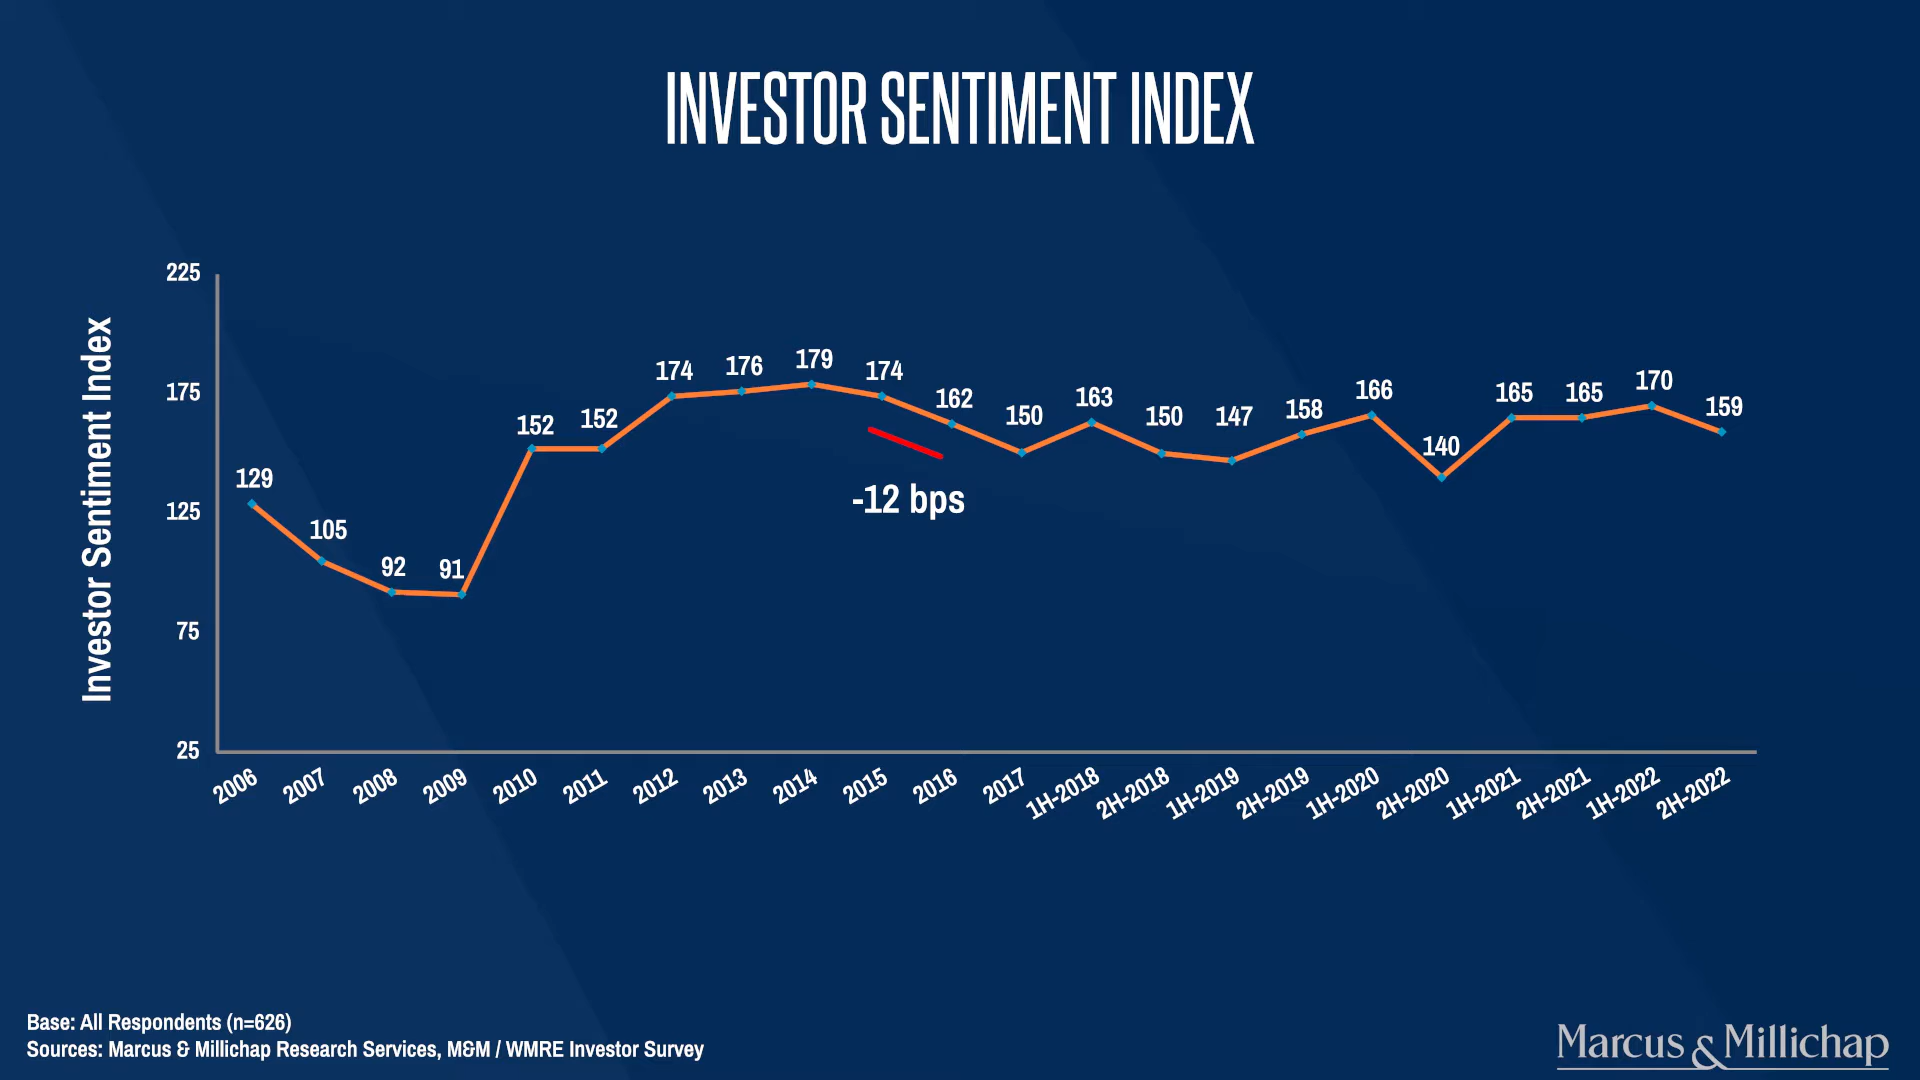 INVESTOR SENTIMENT INDEX
Investor Sentiment Index
225
175
125
75
25
129
105
92
91
152
152
174
176
179
174
162
150
163
150
147
158
166
140
165
165
170
159
-12 bps
2006
2007
2008
2009
2010
2011
2012
2013
2014
2015
2016
2017
1H-2018
2H-2018
1H-2019
2H-2019
1H-2020
2H-2020
1H-2021
2H-2021
1H-2022
2H-2022
Base: All Respondents (n=626)
Sources: Marcus & Millichap Research Services, M&M / WMRE Investor Survey
Marcus & Millichap